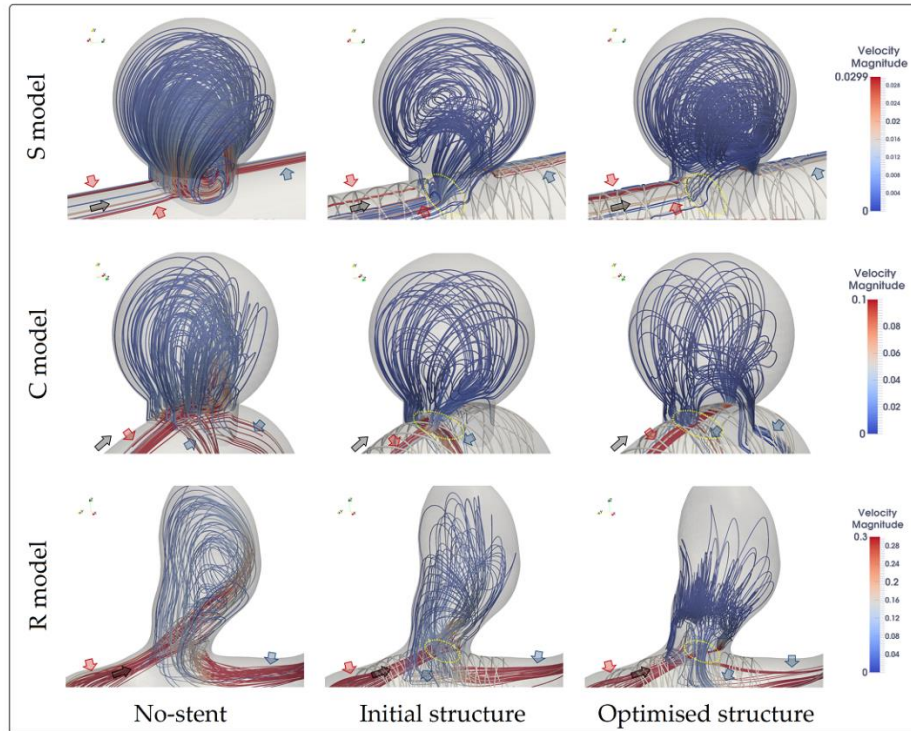 S model
Velocity
Magnitude
0.0299
0.028
0.024
0.02
0.016
0.012
0.008
0.004
0
C model
Velocity
Magnitude
0.1
0.08
0.06
0.04
0.02
0
R model
Velocity
Magnitude
0.3
0.28
0.24
0.20
0.16
0.12
0.08
0.04
0
No-stent
Initial structure
Optimised structure